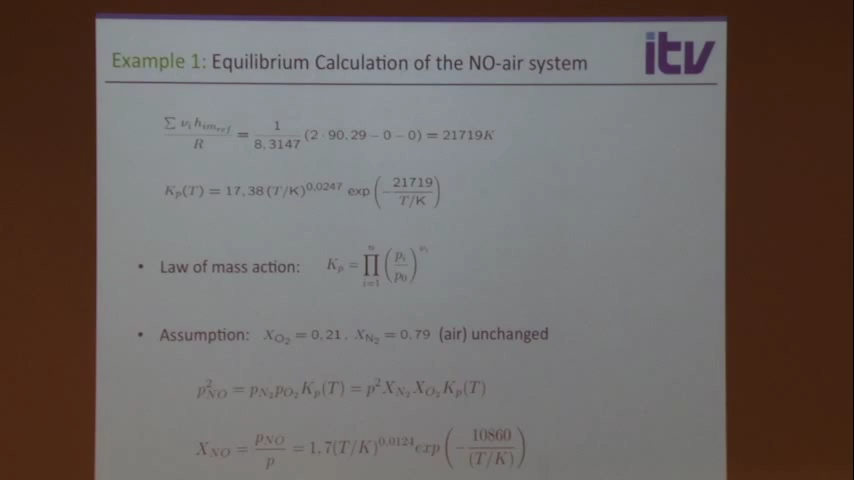 Example 1: Equilibrium Calculation of the NO-air system
itv
∑ νᵢ hᵢₘ_ref / R = 1/8,3147 (2 · 90.29 − 0 − 0) = 21719K
Kₚ(T) = 17,38 (T/K)^0,0247 exp(−21719/T/K)
• Law of mass action: Kₚ = ∏ᵢ₌₁ⁿ (pᵢ/p₀)^νᵢ
• Assumption: X_O₂ = 0,21, X_N₂ = 0,79 (air) unchanged
p²_NO = p_N₂ p_O₂ Kₚ(T) = p² X_N₂ X_O₂ Kₚ(T)
X_NO = p_NO/p = 1,7(T/K)^0,0124 exp(−10860/(T/K))